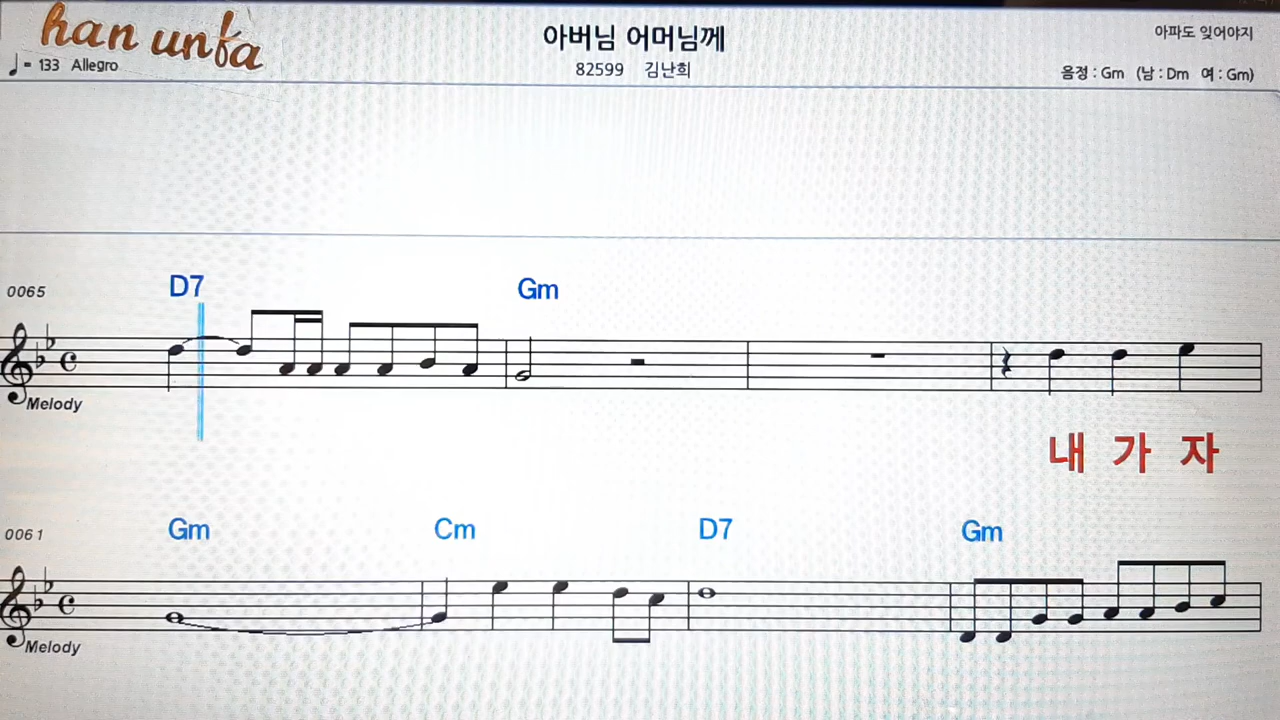 han unfa
아버님 어머님께
아파도 잊어야지
♩= 133 Allegro
82599 김난희
음정 : Gm (남 : Dm 여 : Gm)
D7 Gm
0065
Melody
내 가 자
Gm Cm D7 Gm
0061
Melody